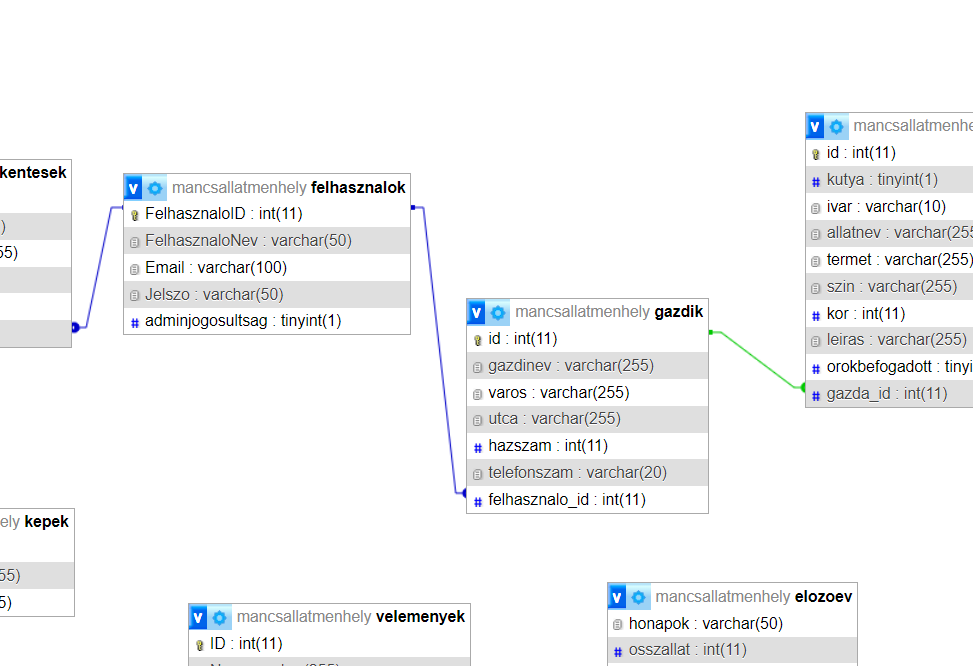 kentesek
)
55)
mancsallatmenhely felhasznalok
FelhasznaloID : int(11)
FelhasznaloNev : varchar(50)
Email : varchar(100)
Jelszo : varchar(50)
adminjogosultsag : tinyint(1)
mancsallatmenhely gazdik
id : int(11)
gazdinev : varchar(255)
varos : varchar(255)
utca : varchar(255)
hazszam : int(11)
telefonszam : varchar(20)
felhasznalo_id : int(11)
mancsallatmenhe
id : int(11)
kutya : tinyint(1)
ivar : varchar(10)
allatnev : varchar(255
termet : varchar(255)
szin : varchar(255)
kor : int(11)
leiras : varchar(255)
orokbefogadott : tinyi
gazda_id : int(11)
ely kepek
55)
5)
mancsallatmenhely velemenyek
ID : int(11)
mancsallatmenhely elozoev
honapok : varchar(50)
osszallat : int(11)